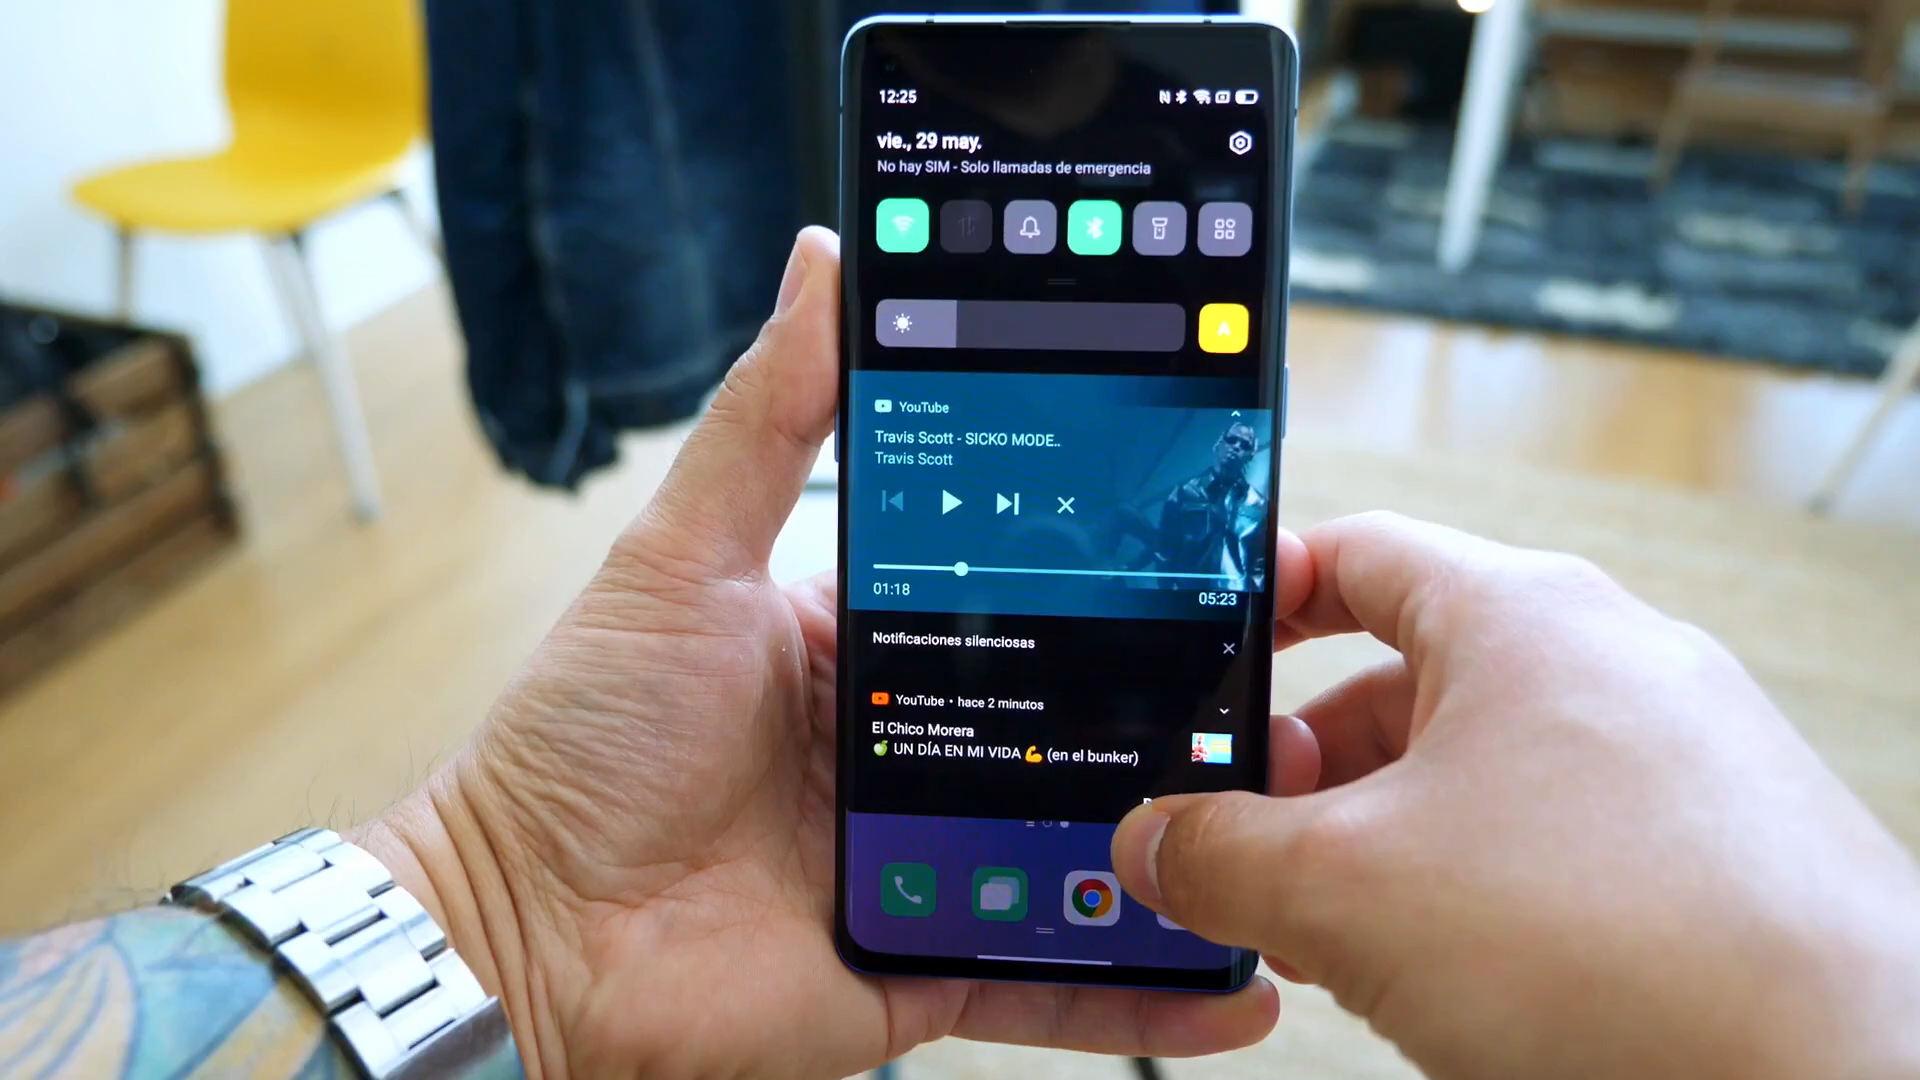 12:25
vie., 29 may.
No hay SIM - Solo llamadas de emergencia
A
YouTube
Travis Scott - SICKO MODE..
Travis Scott
01:18
05:23
Notificaciones silenciosas
YouTube • hace 2 minutos
El Chico Morera
🍏 UN DÍA EN MI VIDA 💪 (en el bunker)